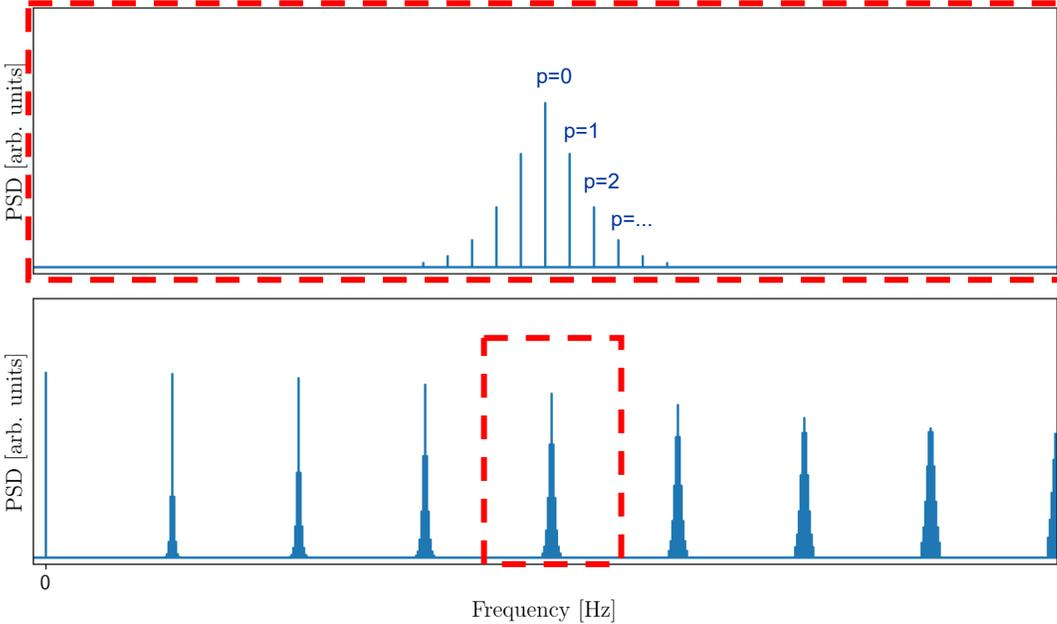 PSD [arb. units]
p=0
p=1
p=2
p=...
PSD [arb. units]
0
Frequency [Hz]